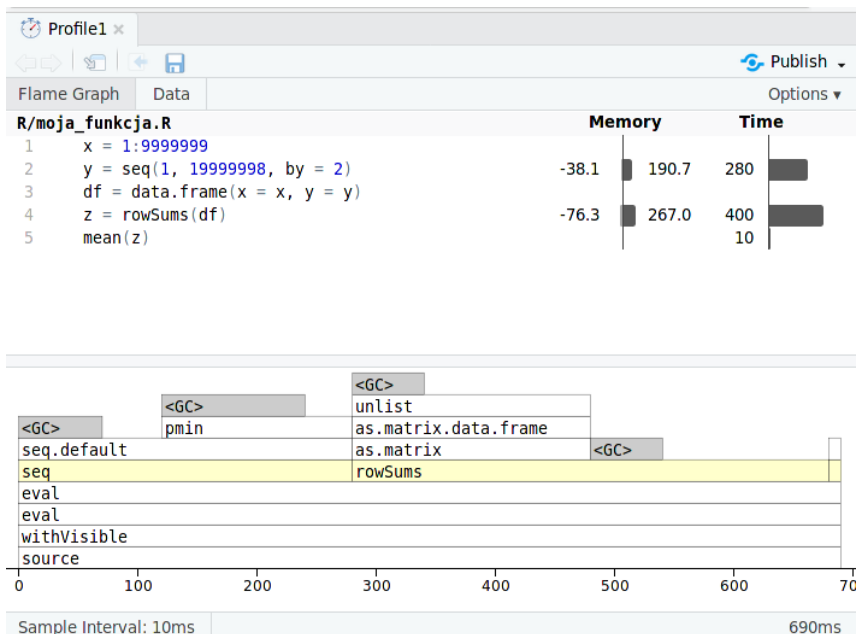 Profile1 ×
Publish
Flame Graph Data Options ▾
R/moja_funkcja.R Memory Time
1 x = 1:9999999
2 y = seq(1, 19999998, by = 2) -38.1 190.7 280
3 df = data.frame(x = x, y = y)
4 z = rowSums(df) -76.3 267.0 400
5 mean(z) 10
<GC>
<GC> unlist
<GC> pmin as.matrix.data.frame
seq.default as.matrix <GC>
seq rowSums
eval
eval
withVisible
source
0 100 200 300 400 500 600 70
Sample Interval: 10ms 690ms